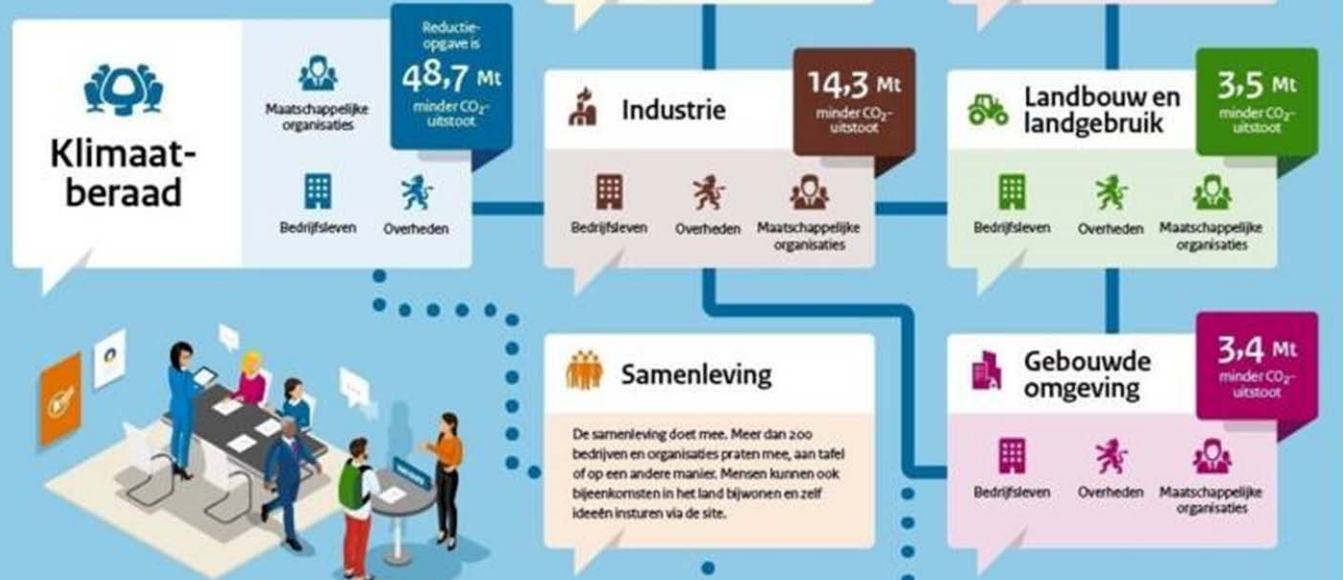 Klimaat-
beraad
Maatschappelijke
organisaties
Reductie-
opgave is
48,7 Mt
minder CO₂-
uitstoot
Bedrijfsleven
Overheden
Industrie
14,3 Mt
minder CO₂-
uitstoot
Bedrijfsleven
Overheden
Maatschappelijke
organisaties
Landbouw en
landgebruik
3,5 Mt
minder CO₂-
uitstoot
Bedrijfsleven
Overheden
Maatschappelijke
organisaties
Samenleving
De samenleving doet mee. Meer dan 200
bedrijven en organisaties praten mee, aan tafel
of op een andere manier. Mensen kunnen ook
bijeenkomsten in het land bijwonen en zelf
ideeën insturen via de site.
Gebouwde
omgeving
3,4 Mt
minder CO₂-
uitstoot
Bedrijfsleven
Overheden
Maatschappelijke
organisaties